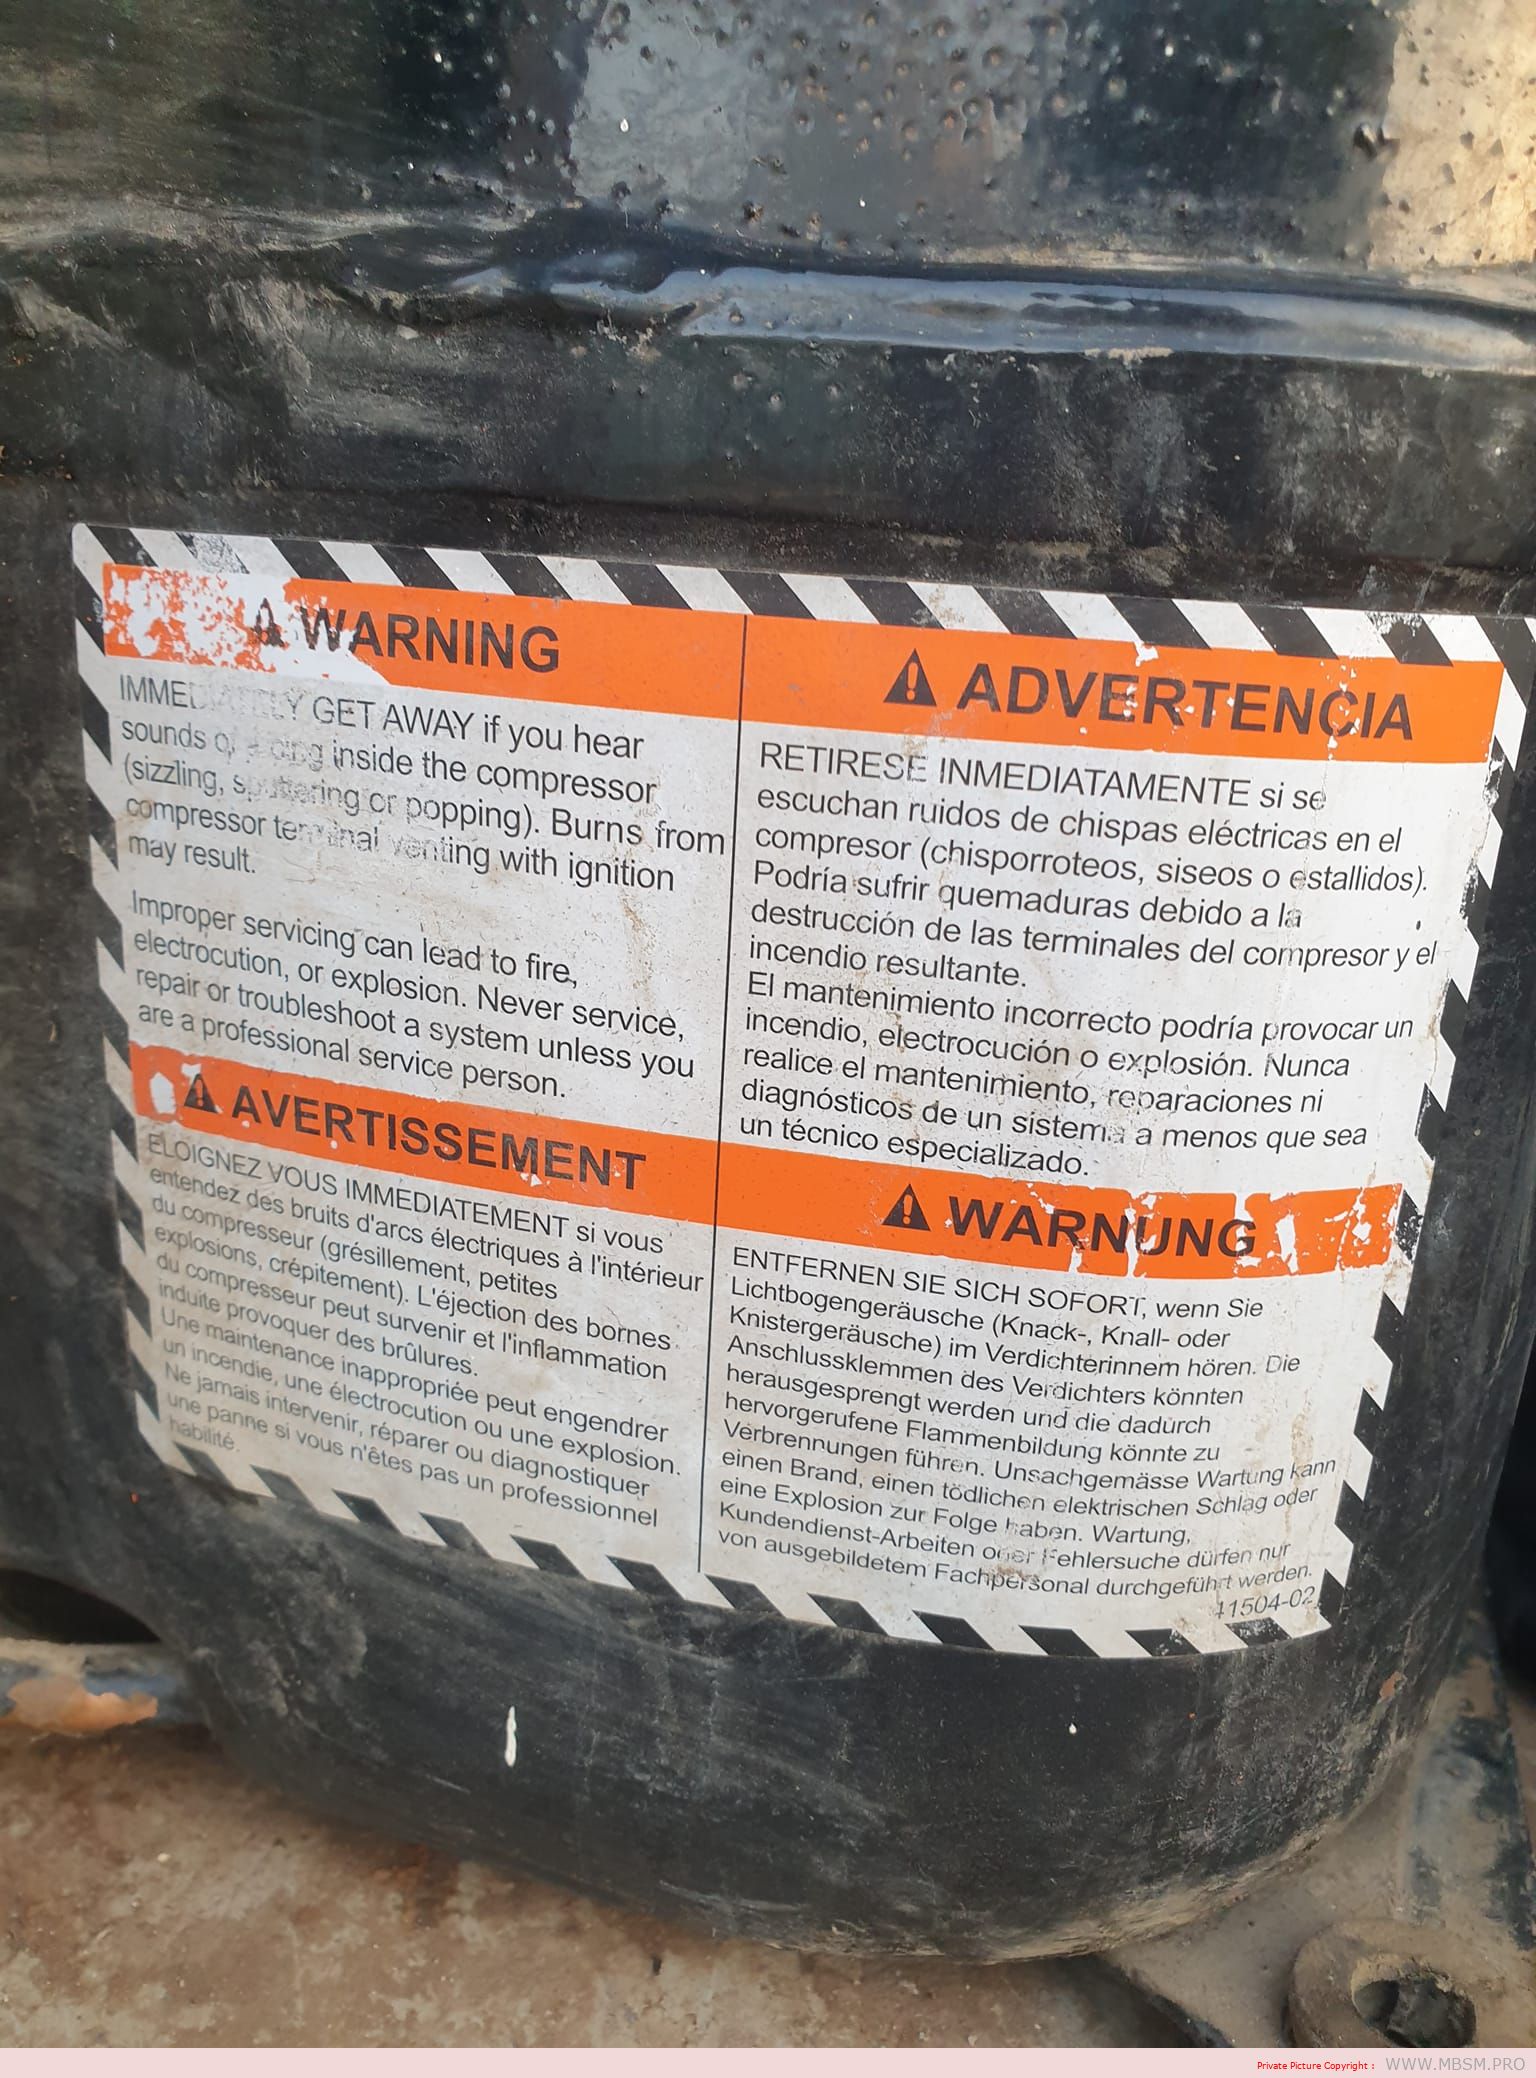 WARNING
IMMEDIATELY GET AWAY if you hear
sounds of arcing inside the compressor
(sizzling, sputtering or popping). Burns from
compressor terminal venting with ignition
may result.
Improper servicing can lead to fire,
electrocution, or explosion. Never service,
repair or troubleshoot a system unless you
are a professional service person.
ADVERTENCIA
RETIRESE INMEDIATAMENTE si se
escuchan ruidos de chispas eléctricas en el
compresor (chisporroteos, siseos o estallidos).
Podría sufrir quemaduras debido a la
destrucción de las terminales del compresor y el
incendio resultante.
El mantenimiento incorrecto podría provocar un
incendio, electrocución o explosión. Nunca
realice el mantenimiento, reparaciones ni
diagnósticos de un sistema a menos que sea
un técnico especializado.
AVERTISSEMENT
ELOIGNEZ VOUS IMMEDIATEMENT si vous
entendez des bruits d'arcs électriques à l'intérieur
du compresseur (grésillement, petites
explosions, crépitement). L'éjection des bornes
du compresseur peut survenir et l'inflammation
induite provoquer des brûlures.
Une maintenance inappropriée peut engendrer
un incendie, une électrocution ou une explosion.
Ne jamais intervenir, réparer ou diagnostiquer
une panne si vous n'êtes pas un professionnel
habilité.
WARNUNG
ENTFERNEN SIE SICH SOFORT, wenn Sie
Lichtbogengeräusche (Knack-, Knall- oder
Knistergeräusche) im Verdichterinnern hören. Die
Anschlussklemmen des Verdichters könnten
herausgesprengt werden und die dadurch
hervorgerufene Flammenbildung könnte zu
Verbrennungen führen. Unsachgemässe Wartung kann
einen Brand, einen tödlichen elektrischen Schlag oder
eine Explosion zur Folge haben. Wartung,
Kundendienst-Arbeiten oder Fehlersuche dürfen nur
von ausgebildetem Fachpersonal durchgeführt werden.
Private Picture Copyright : WWW.MBSM.PRO